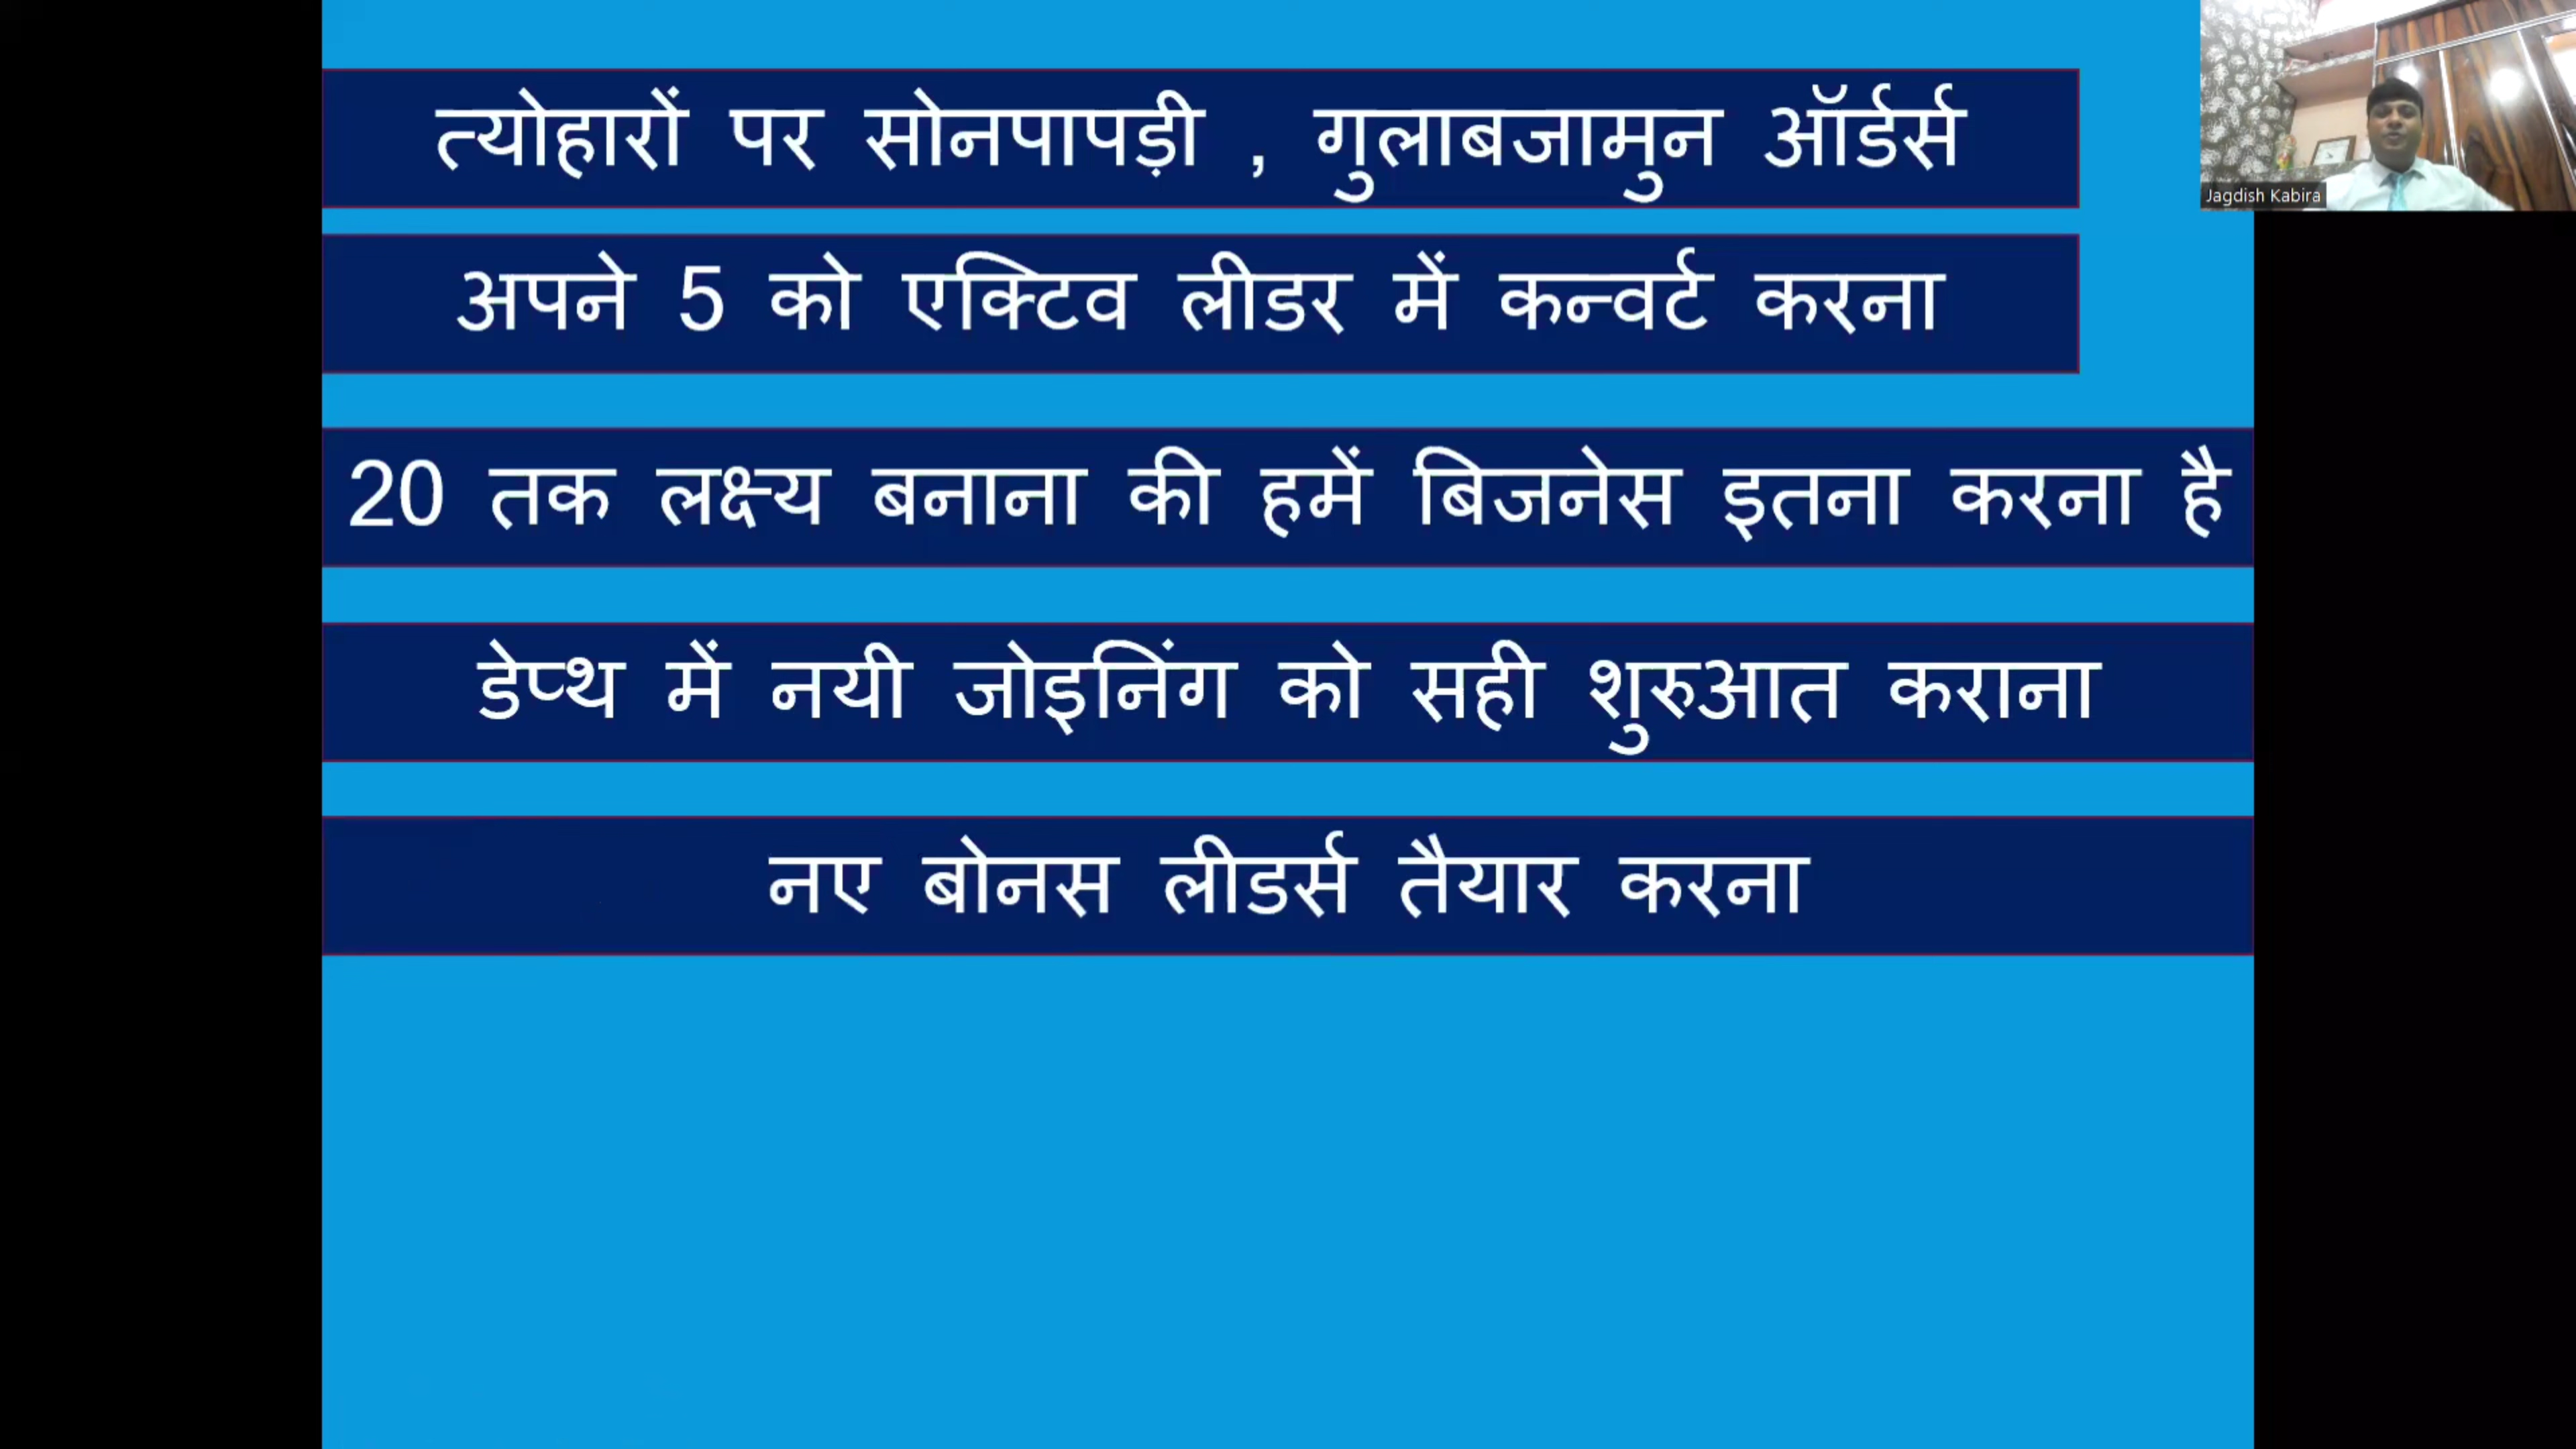 त्योहारों पर सोनपापड़ी , गुलाबजामुन ऑर्डर्स
अपने 5 को एक्टिव लीडर में कन्वर्ट करना
20 तक लक्ष्य बनाना की हमें बिजनेस इतना करना है
डेप्थ में नयी जोइनिंग को सही शुरुआत कराना
नए बोनस लीडर्स तैयार करना
Jagdish Kabira